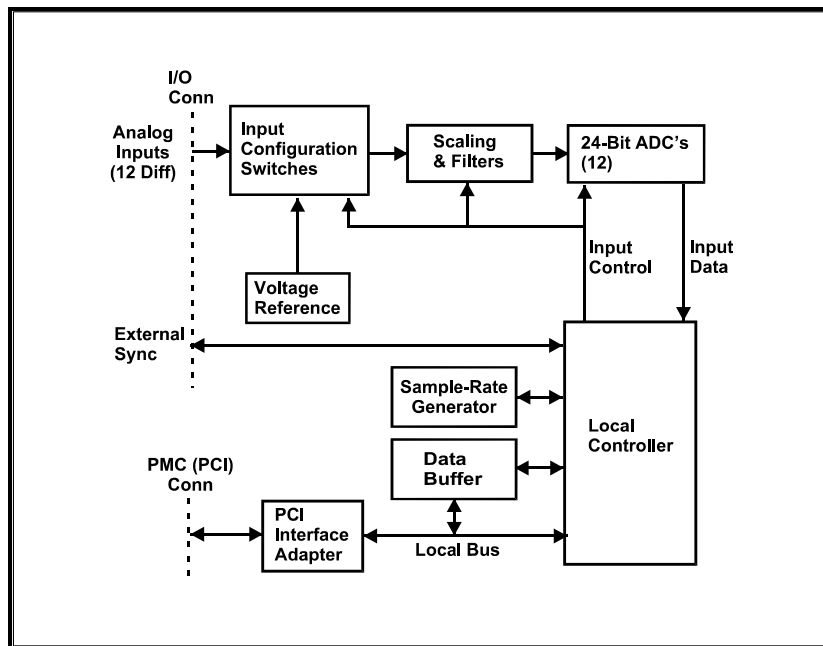 I/O
Conn
Analog
Inputs
(12 Diff)
Input
Configuration
Switches
Scaling
& Filters
24-Bit ADC's
(12)
Input
Control
Input
Data
Voltage
Reference
External
Sync
Sample-Rate
Generator
Local
Controller
Data
Buffer
PMC (PCI)
Conn
PCI
Interface
Adapter
Local Bus